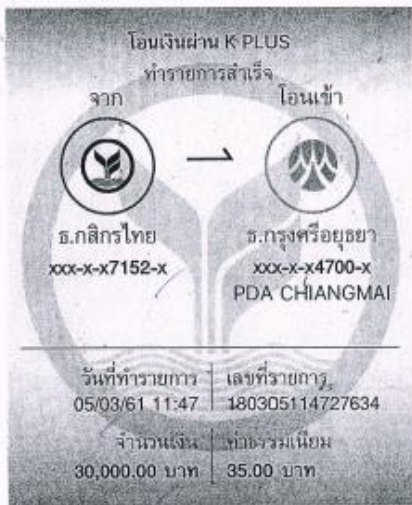 โอนเงินผ่าน K PLUS
ทำรายการสำเร็จ
จาก
โอนเข้า
ธ.กสิกรไทย
ธ.กรุงศรีอยุธยา
xxx-x-x7152-x
xxx-x-x4700-x
PDA CHIANGMAI
วันที่ทำรายการ
เลขที่รายการ
05/03/61 11:47
180305114727634
จำนวนเงิน
ค่าธรรมเนียม
30,000.00 บาท
35.00 บาท